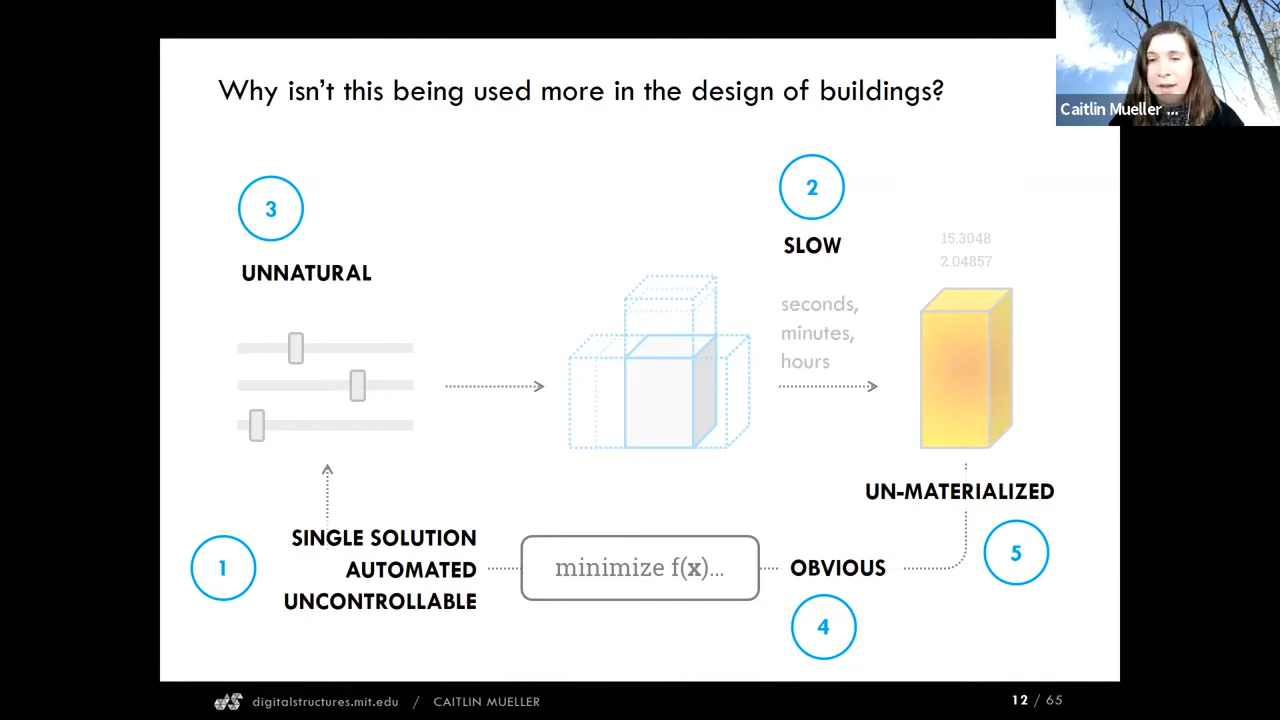 Why isn't this being used more in the design of buildings?
Caitlin Mueller ...
3
UNNATURAL
2
SLOW
seconds,
minutes,
hours
15.3048
2.04857
UN-MATERIALIZED
5
1
SINGLE SOLUTION
AUTOMATED
UNCONTROLLABLE
minimize f(x)...
OBVIOUS
4
digitalstructures.mit.edu / CAITLIN MUELLER
12 / 65